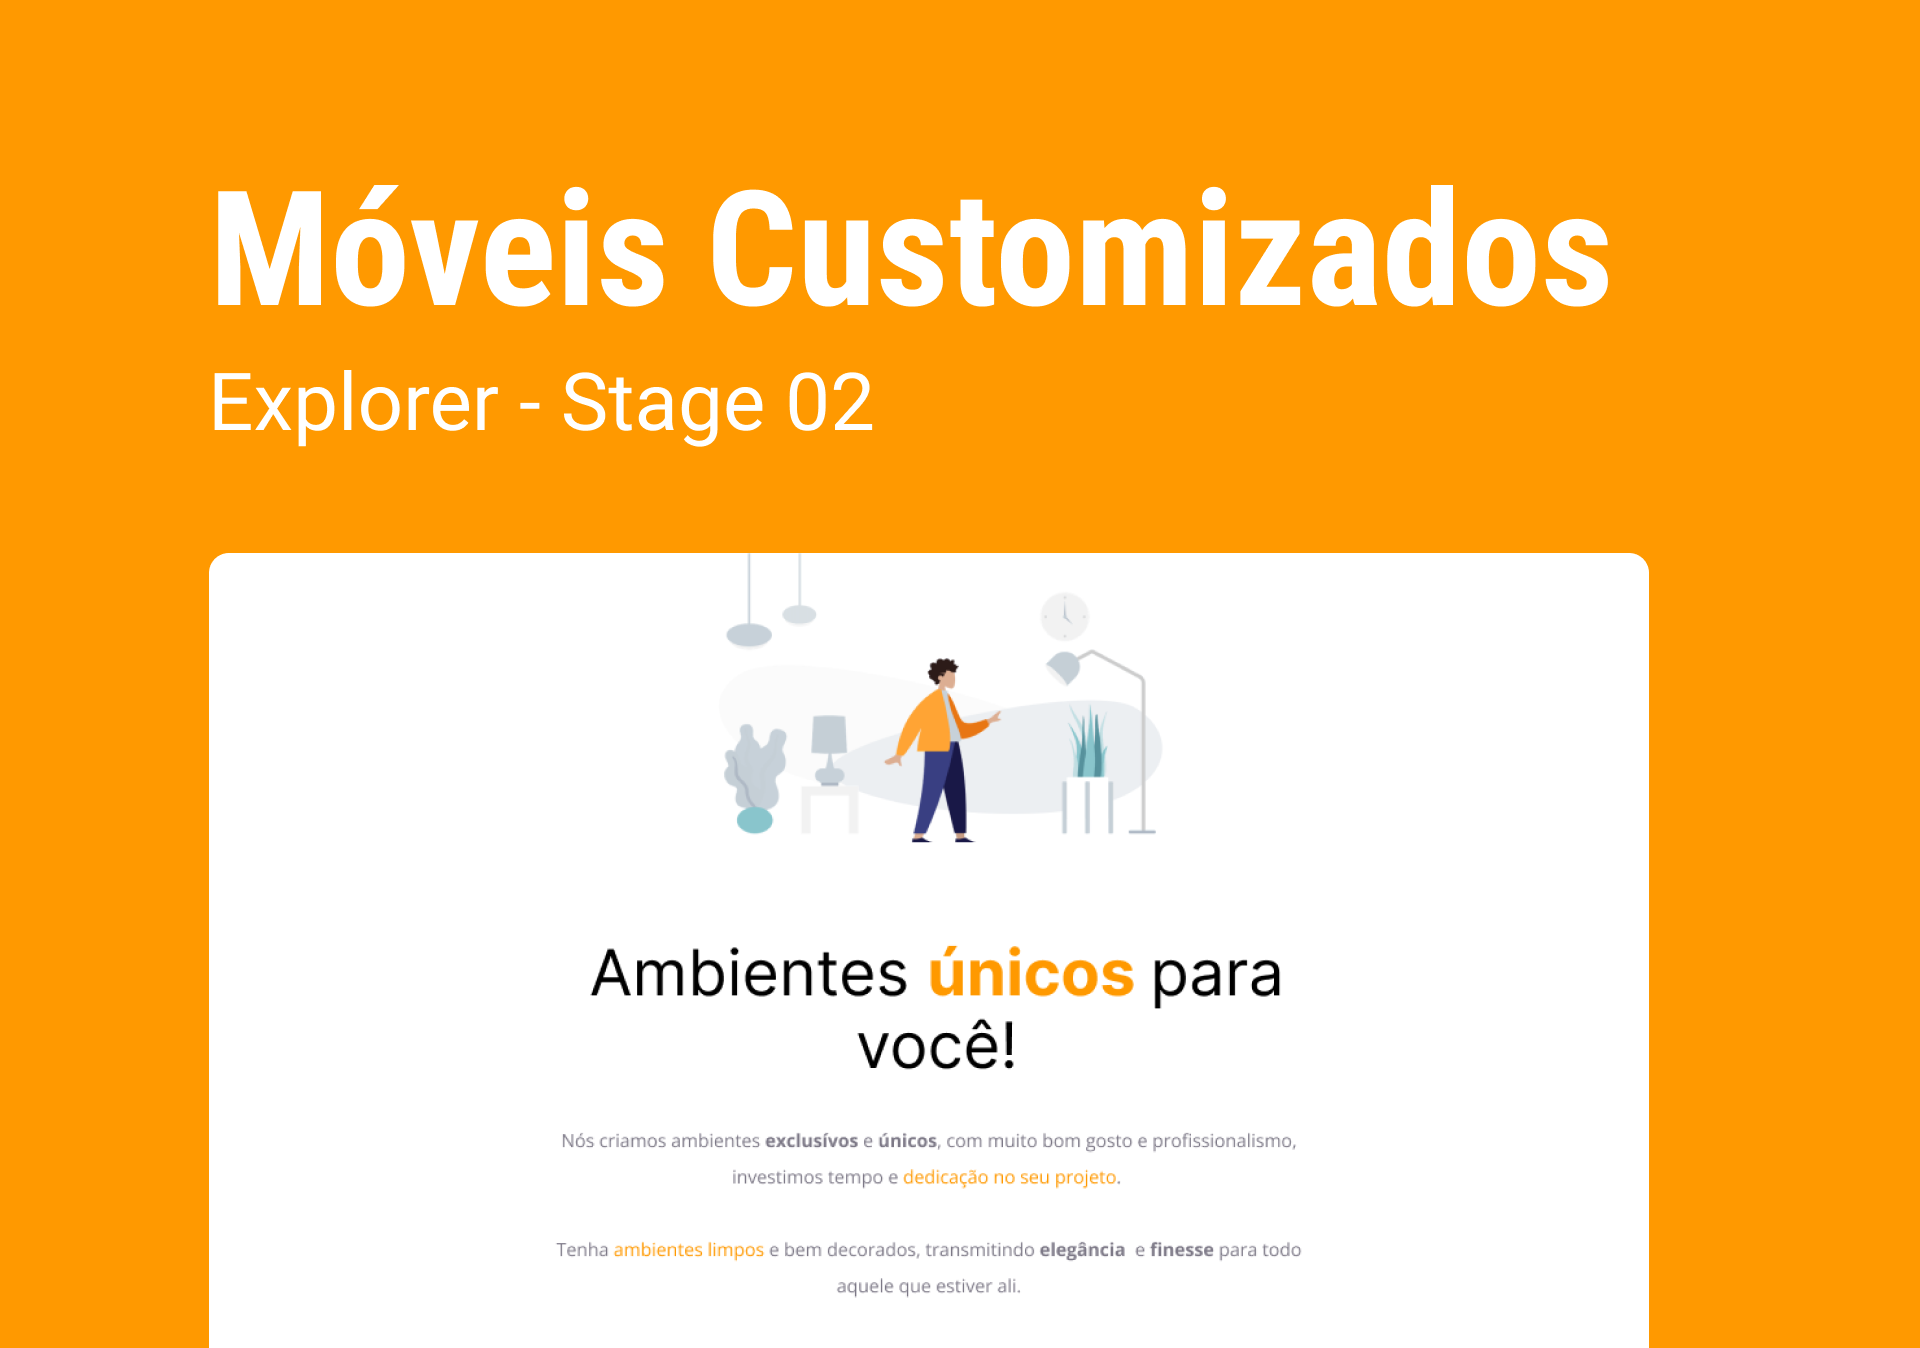 Móveis Customizados
Explorer - Stage 02
Ambientes únicos para
você!
Nós criamos ambientes exclusívos e únicos, com muito bom gosto e profissionalismo,
investimos tempo e dedicação no seu projeto.
Tenha ambientes limpos e bem decorados, transmitindo elegância e finesse para todo
aquele que estiver ali.